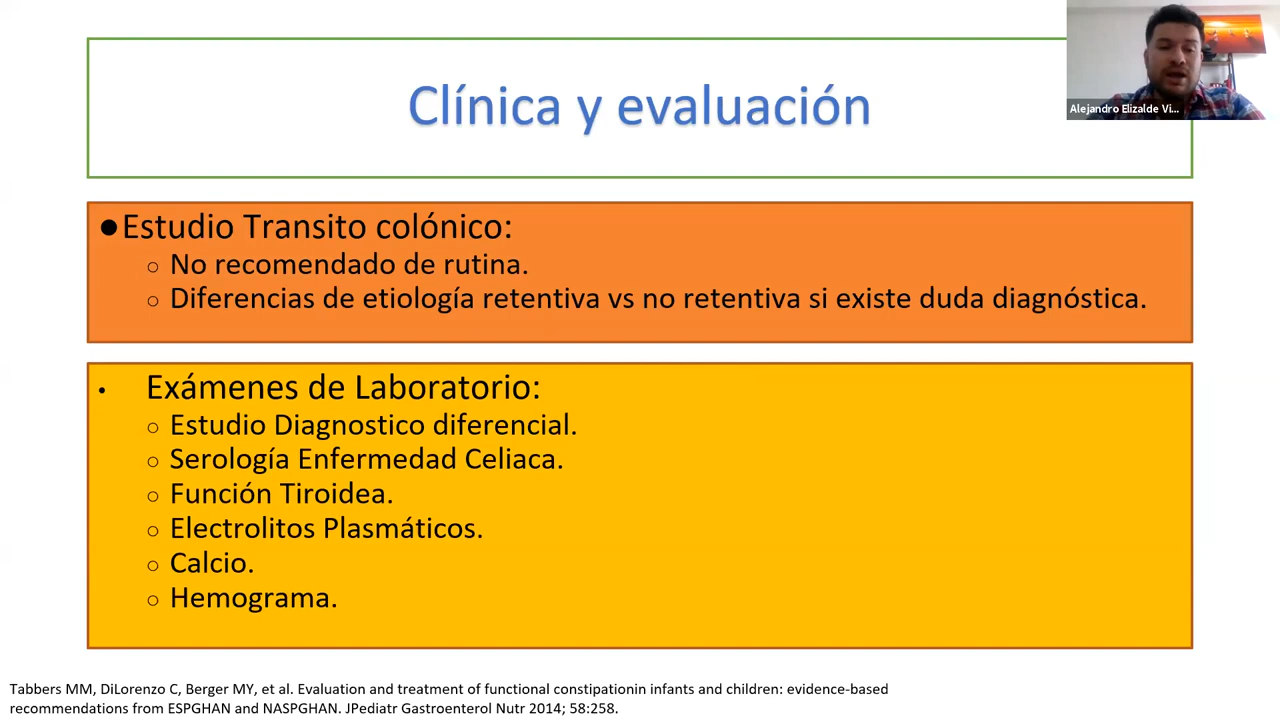 Clínica y evaluación
Alejandro Elizalde Vi...
●Estudio Transito colónico:
○ No recomendado de rutina.
○ Diferencias de etiología retentiva vs no retentiva si existe duda diagnóstica.
• Exámenes de Laboratorio:
○ Estudio Diagnostico diferencial.
○ Serología Enfermedad Celiaca.
○ Función Tiroidea.
○ Electrolitos Plasmáticos.
○ Calcio.
○ Hemograma.
Tabbers MM, DiLorenzo C, Berger MY, et al. Evaluation and treatment of functional constipationin infants and children: evidence-based
recommendations from ESPGHAN and NASPGHAN. JPediatr Gastroenterol Nutr 2014; 58:258.